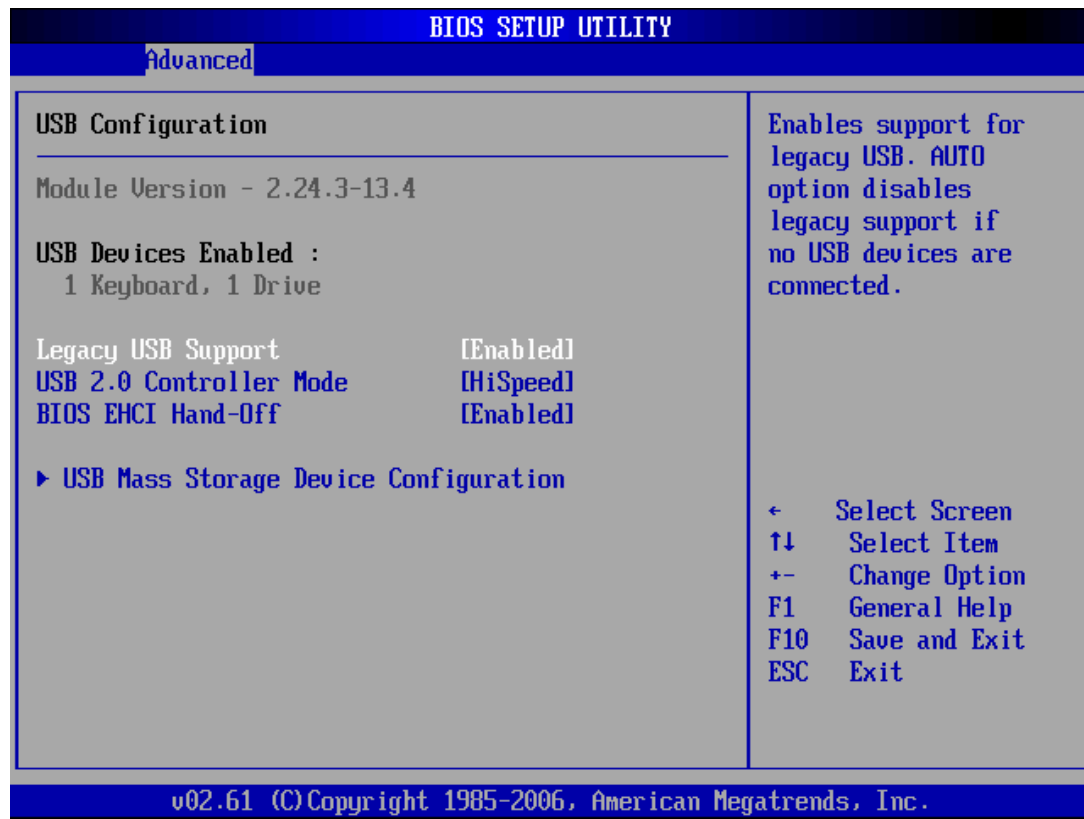 BIOS SETUP UTILITY
Advanced
USB Configuration
Module Version - 2.24.3-13.4
USB Devices Enabled :
1 Keyboard, 1 Drive
Legacy USB Support [Enabled]
USB 2.0 Controller Mode [HiSpeed]
BIOS EHCI Hand-Off [Enabled]
▶ USB Mass Storage Device Configuration
Enables support for
legacy USB. AUTO
option disables
legacy support if
no USB devices are
connected.
← Select Screen
↑↓ Select Item
+- Change Option
F1 General Help
F10 Save and Exit
ESC Exit
v02.61 (C)Copyright 1985-2006, American Megatrends, Inc.